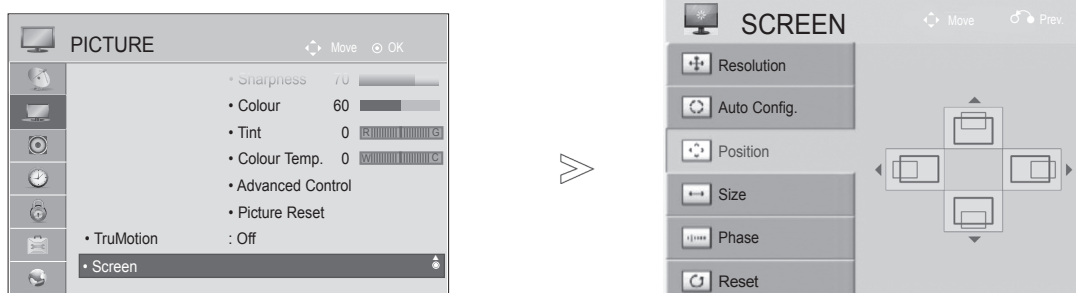 PICTURE
Move OK
• Sharpness 70
• Colour 60
• Tint 0 R G
• Colour Temp. 0 W C
• Advanced Control
• Picture Reset
• TruMotion : Off
• Screen
SCREEN
Move Prev.
Resolution
Auto Config.
Position
Size
Phase
Reset